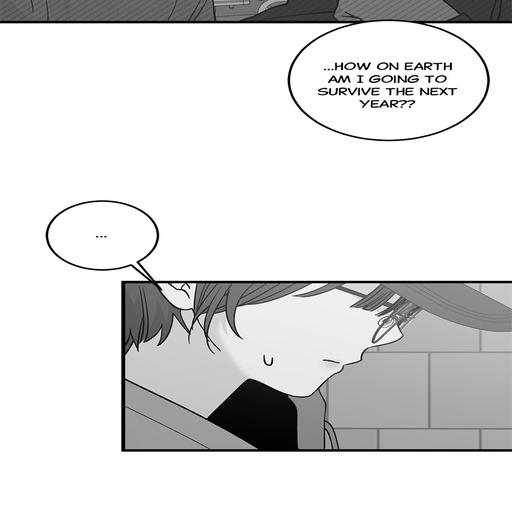 ...HOW ON EARTH
AM I GOING TO
SURVIVE THE NEXT
YEAR??
...